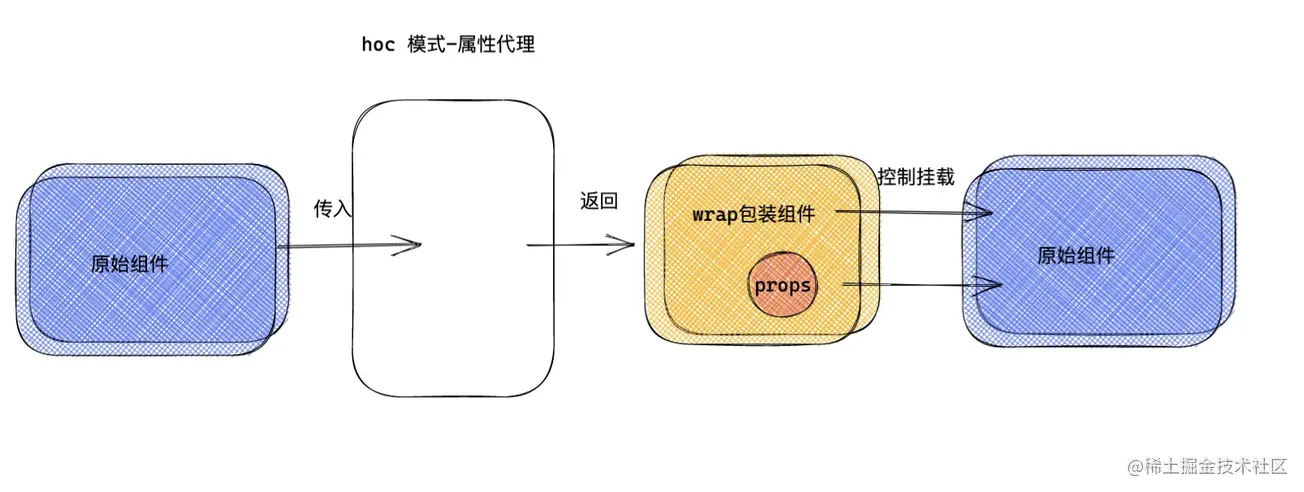 hoc 模式-属性代理
原始组件
传入
返回
wrap包装组件
props
控制挂载
原始组件
@稀土掘金技术社区